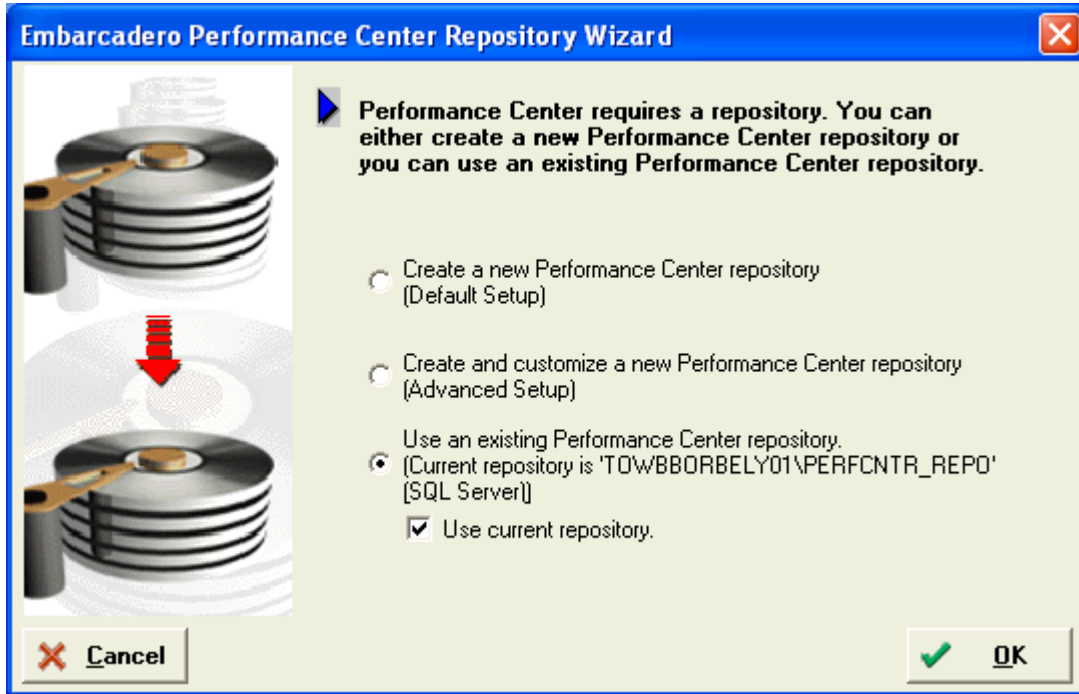 Embarcadero Performance Center Repository Wizard
Performance Center requires a repository. You can
either create a new Performance Center repository or
you can use an existing Performance Center repository.
Create a new Performance Center repository
(Default Setup)
Create and customize a new Performance Center repository
(Advanced Setup)
Use an existing Performance Center repository.
(Current repository is 'TOWBBORBELY01\PERFCNTR_REPO'
(SQL Server))
Use current repository.
Cancel
OK